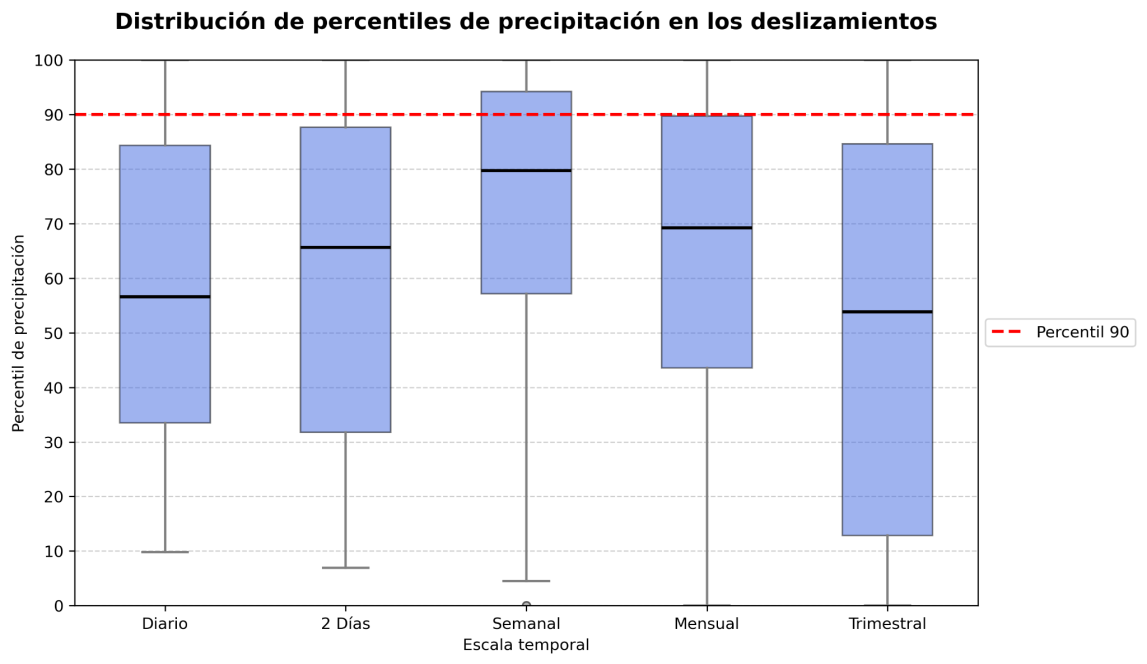 Distribución de percentiles de precipitación en los deslizamientos
100
90
80
70
60
50
40
30
20
10
0
Percentil de precipitación
Diario
2 Días
Semanal
Mensual
Trimestral
Escala temporal
Percentil 90